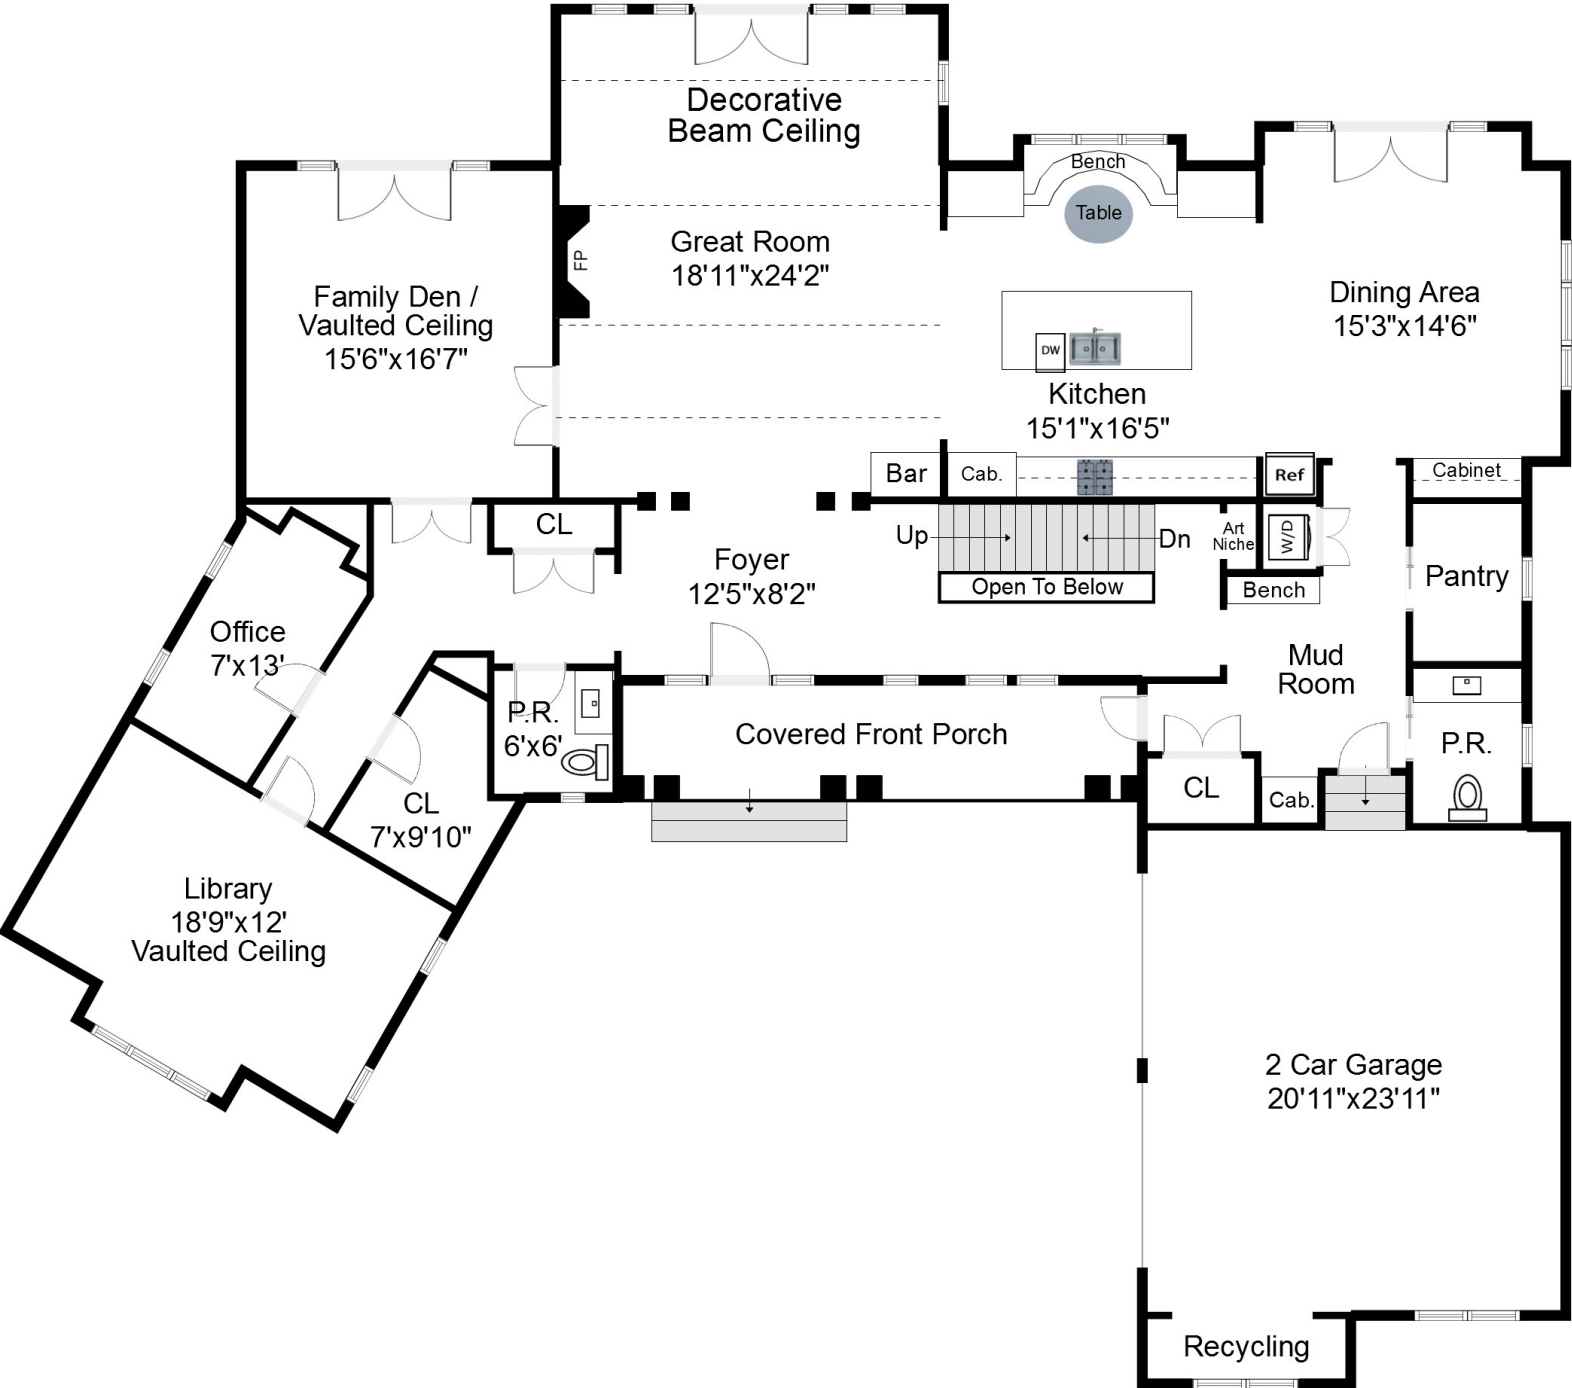 Decorative
Beam Ceiling
Bench
Table
Great Room
18'11"x24'2"
FP
Family Den /
Vaulted Ceiling
15'6"x16'7"
Dining Area
15'3"x14'6"
DW
Kitchen
15'1"x16'5"
Bar
Cab.
Ref
Cabinet
CL
Up
Dn
Art
Niche
W/D
Foyer
12'5"x8'2"
Open To Below
Bench
Pantry
Office
7'x13'
Mud
Room
P.R.
6'x6'
Covered Front Porch
P.R.
CL
7'x9'10"
CL
Cab.
Library
18'9"x12'
Vaulted Ceiling
2 Car Garage
20'11"x23'11"
Recycling